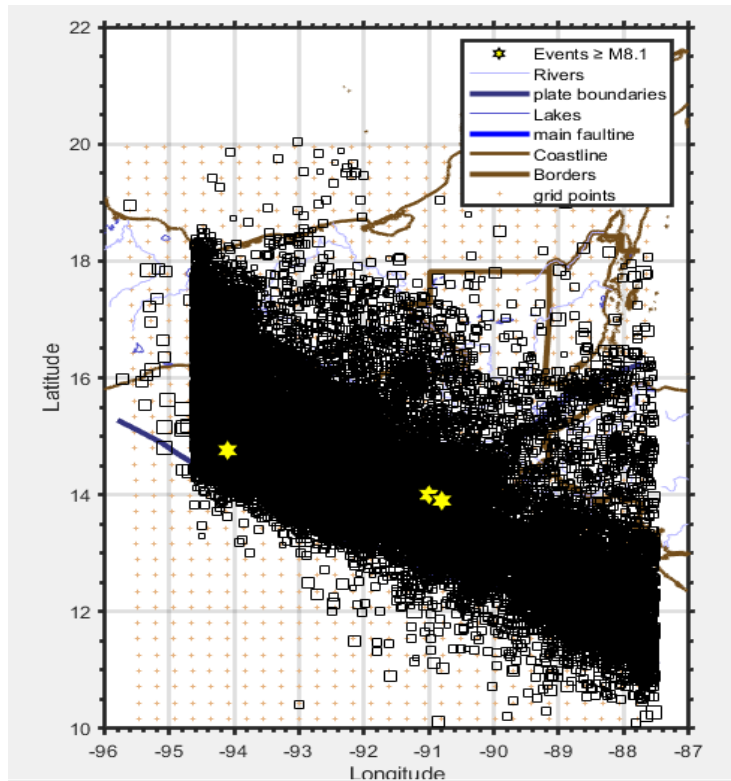 22
20
18
16
14
12
10
Latitude
Events ≥ M8.1
Rivers
plate boundaries
Lakes
main faultine
Coastline
Borders
grid points
-96 -95 -94 -93 -92 -91 -90 -89 -88 -87
Longitude